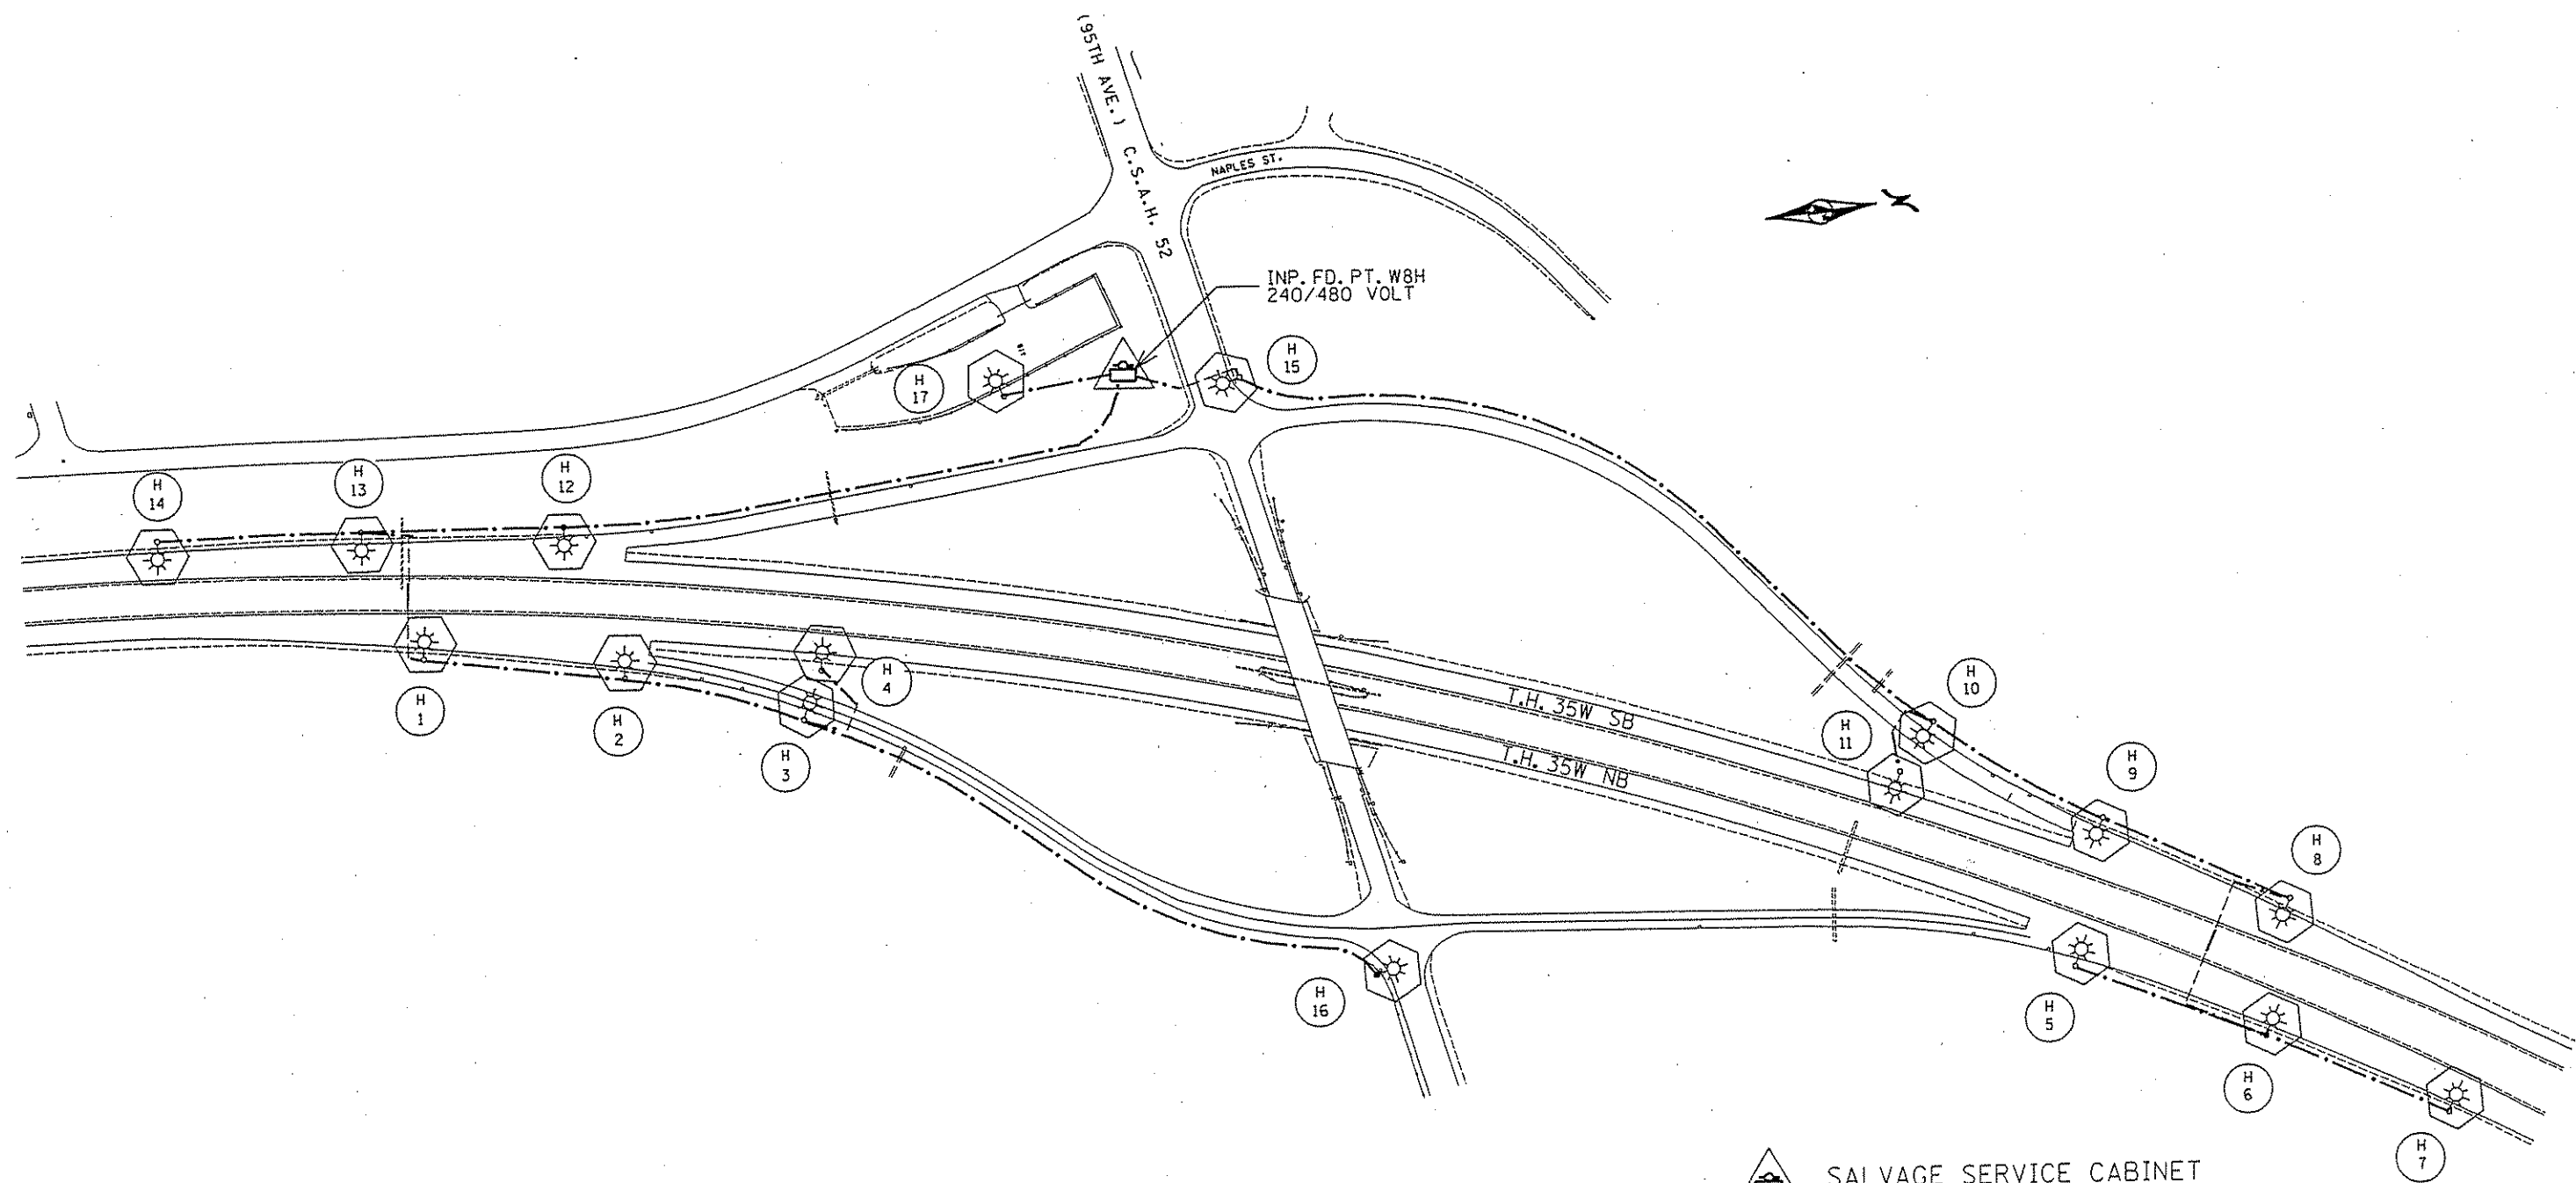 (95TH AVE.) C.S.A.H. 52
NAPLES ST.
INP. FD. PT. W8H
240/480 VOLT
H
15
H
17
H
14
H
13
H
12
H
1
H
2
H
3
H
4
T.H. 35W SB
T.H. 35W NB
H
10
H
11
H
9
H
8
H
16
H
5
H
6
H
7
SALVAGE SERVICE CABINET